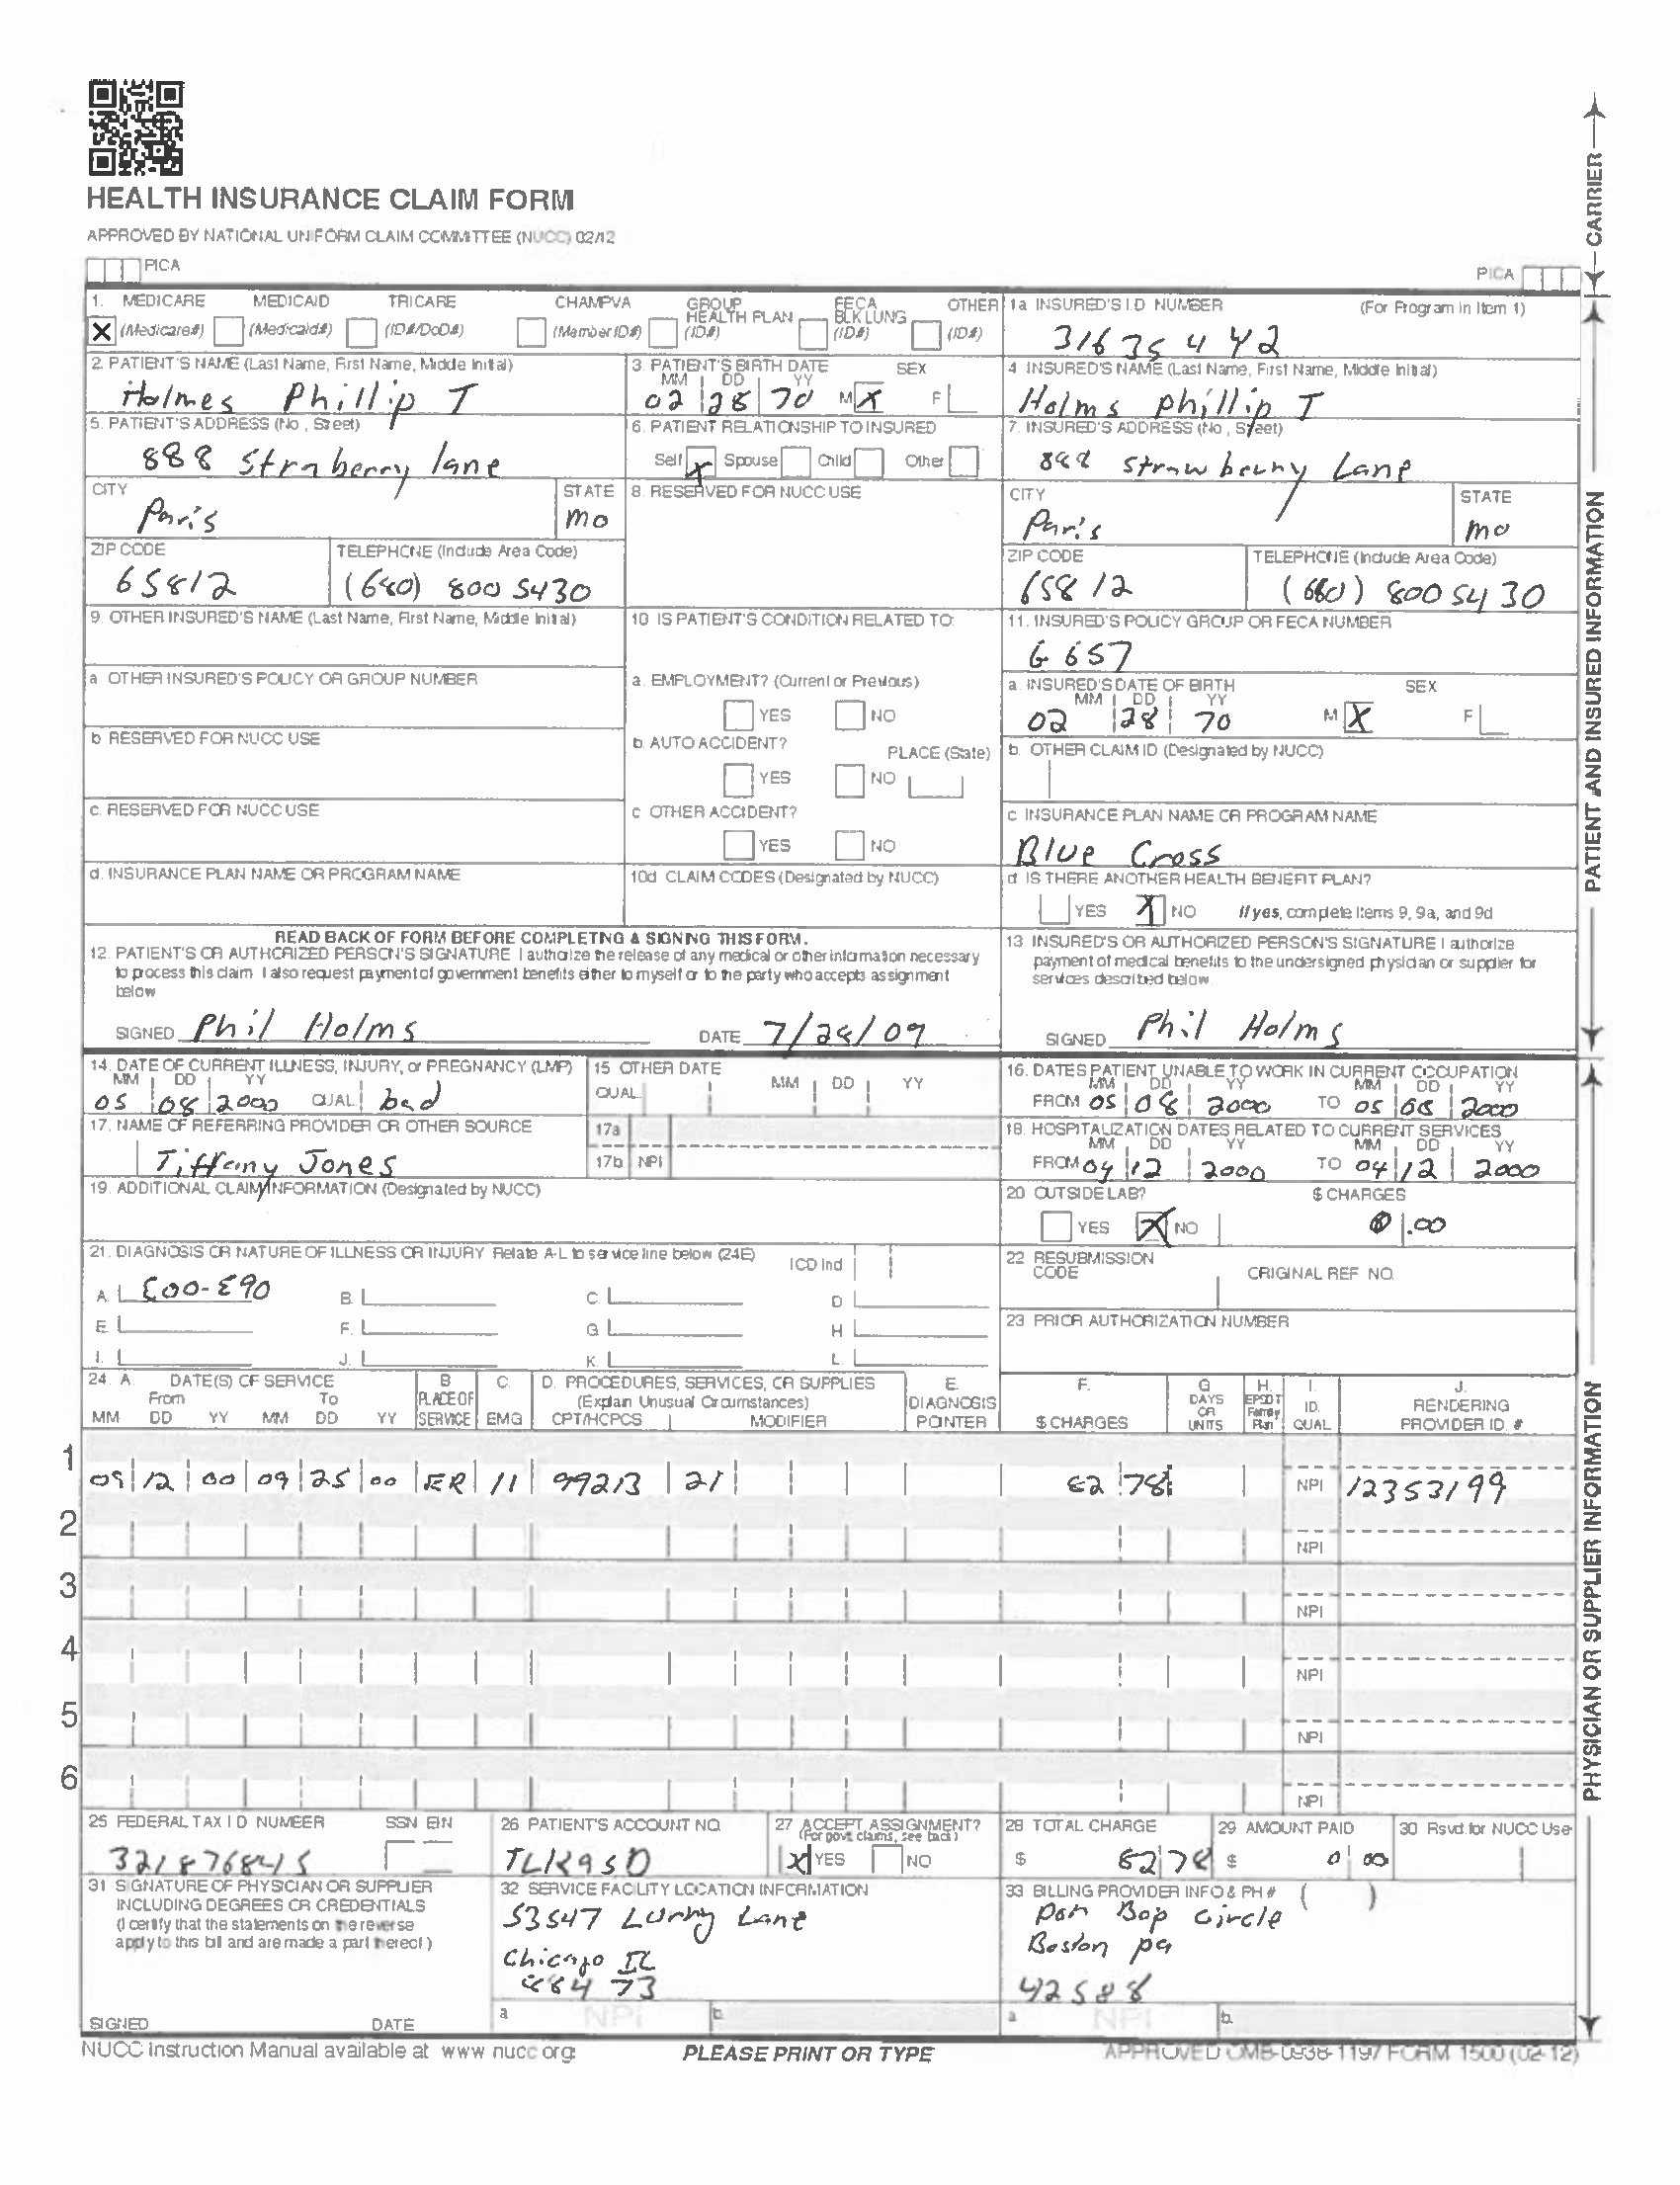 HEALTH INSURANCE CLAIM FORM
APPROVED BY NATIONAL UNIFORM CLAIM COMMITTEE (NUCC) 02/12
PICA PICA
CARRIER
1. MEDICARE MEDICAID TRICARE CHAMPVA GROUP HEALTH PLAN FECA BLK LUNG OTHER
X (Medicare#) (Medicaid#) (ID#/DoD#) (Member ID#) (ID#) (ID#) (ID#)
1a INSURED'S I.D NUMBER (For Program in Item 1)
31635442
2. PATIENT'S NAME (Last Name, First Name, Middle Initial)
Holmes Phillip T
3. PATIENT'S BIRTH DATE SEX
MM DD YY
02 28 70 M X F
4 INSURED'S NAME (Last Name, First Name, Middle Initial)
Holms phillip T
5. PATIENT'S ADDRESS (No, Street)
888 Straberry lane
6. PATIENT RELATIONSHIP TO INSURED
Self X Spouse Child Other
7. INSURED'S ADDRESS (No, Street)
888 strawberry Lane
CITY STATE
Paris mo
8. RESERVED FOR NUCC USE
CITY STATE
Paris mo
ZIP CODE TELEPHONE (Include Area Code)
65812 (660) 800 5430
ZIP CODE TELEPHONE (Include Area Code)
65812 (660) 800 5430
9. OTHER INSURED'S NAME (Last Name, First Name, Middle Initial)
10 IS PATIENT'S CONDITION RELATED TO:
11. INSURED'S POLICY GROUP OR FECA NUMBER
G 657
a OTHER INSURED'S POLICY OR GROUP NUMBER
a. EMPLOYMENT? (Current or Previous)
YES NO
a. INSURED'S DATE OF BIRTH SEX
MM DD YY
02 28 70 M X F
b RESERVED FOR NUCC USE
b. AUTO ACCIDENT? PLACE (State)
YES NO
b. OTHER CLAIM ID (Designated by NUCC)
c. RESERVED FOR NUCC USE
c OTHER ACCIDENT?
YES NO
c INSURANCE PLAN NAME OR PROGRAM NAME
Blue Cross
d. INSURANCE PLAN NAME OR PROGRAM NAME
10d CLAIM CODES (Designated by NUCC)
d IS THERE ANOTHER HEALTH BENEFIT PLAN?
YES X NO If yes, complete items 9, 9a, and 9d
READ BACK OF FORM BEFORE COMPLETING & SIGNING THIS FORM.
12. PATIENT'S OR AUTHORIZED PERSON'S SIGNATURE I authorize the release of any medical or other information necessary
to process this claim I also request payment of government benefits either to myself or to the party who accepts assignment
below
SIGNED Phil Holms DATE 7/28/09
13 INSURED'S OR AUTHORIZED PERSON'S SIGNATURE I authorize
payment of medical benefits to the undersigned physician or supplier for
services described below.
SIGNED Phil Holms
PATIENT AND INSURED INFORMATION
14. DATE OF CURRENT ILLNESS, INJURY, or PREGNANCY (LMP)
MM DD YY
05 08 2000 QUAL bad
15 OTHER DATE
QUAL MM DD YY
16. DATES PATIENT UNABLE TO WORK IN CURRENT OCCUPATION
MM DD YY MM DD YY
FROM 05 08 2000 TO 05 08 2000
17. NAME OF REFERRING PROVIDER OR OTHER SOURCE
Tiffany Jones
17a
17b NPI
18. HOSPITALIZATION DATES RELATED TO CURRENT SERVICES
MM DD YY MM DD YY
FROM 04 12 2000 TO 04 12 2000
19. ADDITIONAL CLAIM INFORMATION (Designated by NUCC)
20 OUTSIDE LAB? $ CHARGES
YES X NO 0 .00
21. DIAGNOSIS OR NATURE OF ILLNESS OR INJURY Relate A-L to service line below (24E) ICD Ind
A. E00-E90 B. C. D
E. F. G. H
I. J. K. L.
22 RESUBMISSION CODE ORIGINAL REF NO.
23 PRIOR AUTHORIZATION NUMBER
24. A. DATE(S) OF SERVICE B C. D. PROCEDURES, SERVICES, OR SUPPLIES E. F. G H. I. J.
From To PLACE OF (Explain Unusual Circumstances) DIAGNOSIS DAYS OR EPSDT Family ID. RENDERING
MM DD YY MM DD YY SERVICE EMG CPT/HCPCS MODIFIER POINTER $ CHARGES UNITS Plan QUAL PROVIDER ID. #
1 09 12 00 09 25 00 ER 11 99213 21 82 78 NPI 12353199
2 NPI
3 NPI
4 NPI
5 NPI
6 NPI
25 FEDERAL TAX I D NUMBER SSN EIN
321876845
26 PATIENT'S ACCOUNT NO.
27 ACCEPT ASSIGNMENT?
(For govt. claims, see back)
X YES NO
28 TOTAL CHARGE
$ 82 78
29 AMOUNT PAID
$ 0 00
30 Rsvd for NUCC Use
31 SIGNATURE OF PHYSICIAN OR SUPPLIER
INCLUDING DEGREES OR CREDENTIALS
(I certify that the statements on the reverse
apply to this bill and are made a part thereof)
SIGNED DATE
32 SERVICE FACILITY LOCATION INFORMATION
53547 Lane
Chicago IL
88473
a NPI b
33 BILLING PROVIDER INFO & PH # ( )
Bop circle
Boston pa
42588
a NPI b.
PHYSICIAN OR SUPPLIER INFORMATION
NUCC Instruction Manual available at www nucc org
PLEASE PRINT OR TYPE
APPROVED OMB-0938-1197 FORM 1500 (02-12)